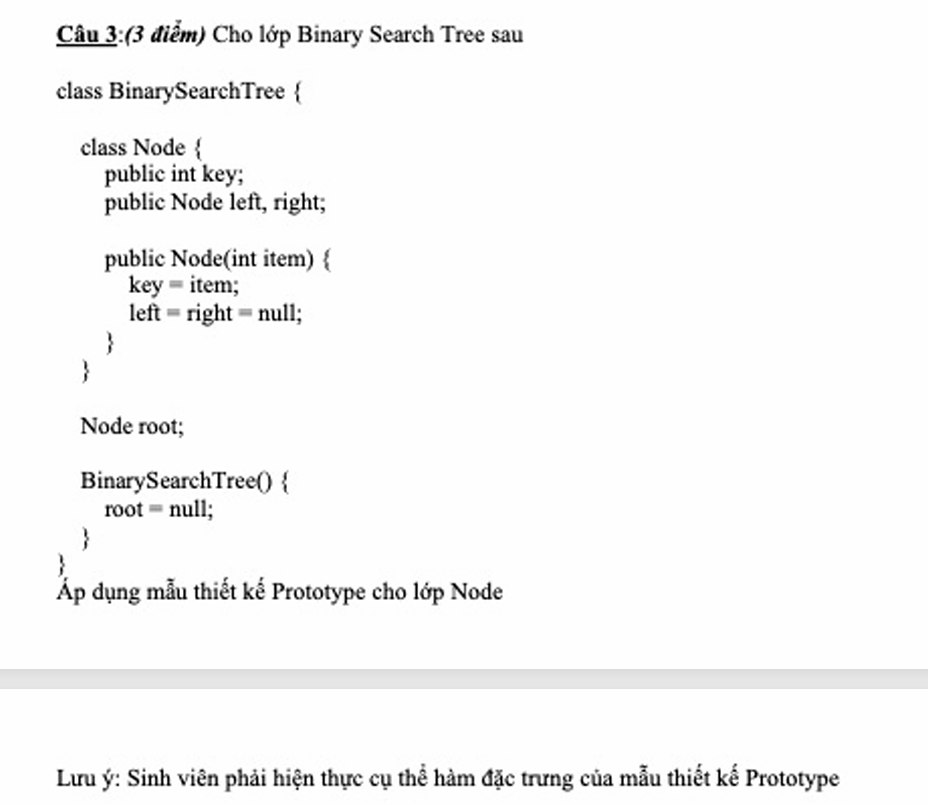 Câu 3:(3 điểm) Cho lớp Binary Search Tree sau
class BinarySearchTree {
class Node {
public int key;
public Node left, right;
public Node(int item) {
key = item;
left = right = null;
}
}
Node root;
BinarySearchTree() {
root = null;
}
}
Áp dụng mẫu thiết kế Prototype cho lớp Node
Lưu ý: Sinh viên phải hiện thực cụ thể hàm đặc trưng của mẫu thiết kế Prototype